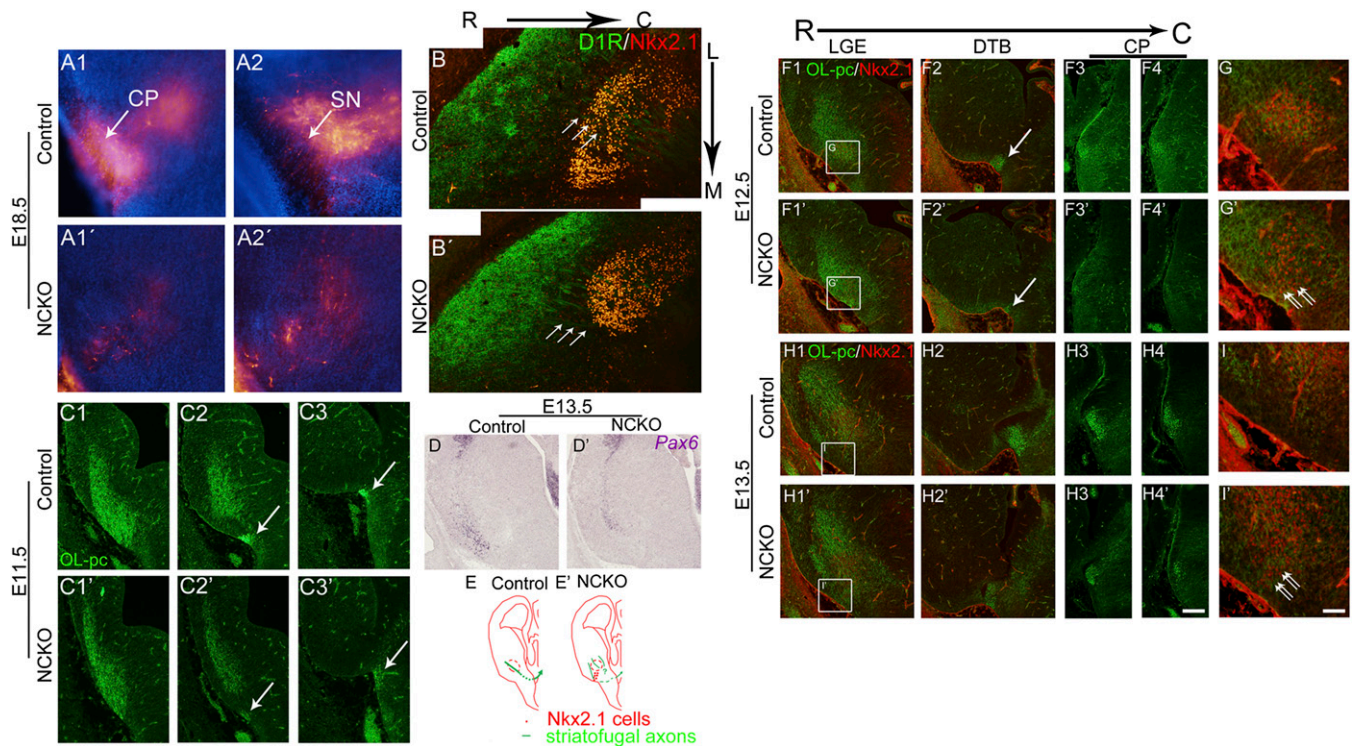 R C
A1 CP
A2 SN
B D1R/Nkx2.1
L
M
Control
A1´
A2´
B´
NCKO
E18.5
C1
C2
C3
OL-pc
Control
C1'
C2'
C3'
NCKO
E11.5
E13.5
Control NCKO
D
D' Pax6
E Control E' NCKO
Nkx2.1 cells
striatofugal axons
R C
LGE DTB CP
F1 OL-pc/Nkx2.1
G
F2
F3
F4
G
Control
F1'
G'
F2'
F3'
F4'
G'
NCKO
E12.5
H1 OL-pc/Nkx2.1
I
H2
H3
H4
I
Control
H1'
H2'
H3
H4'
I'
NCKO
E13.5